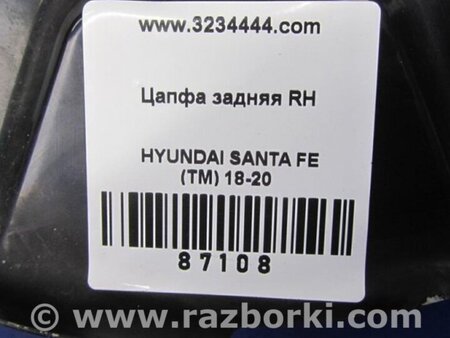 www.3234444.com
Цапфа задняя RH
HYUNDAI SANTA FE
(TM) 18-20
87108
© www.razborki.com